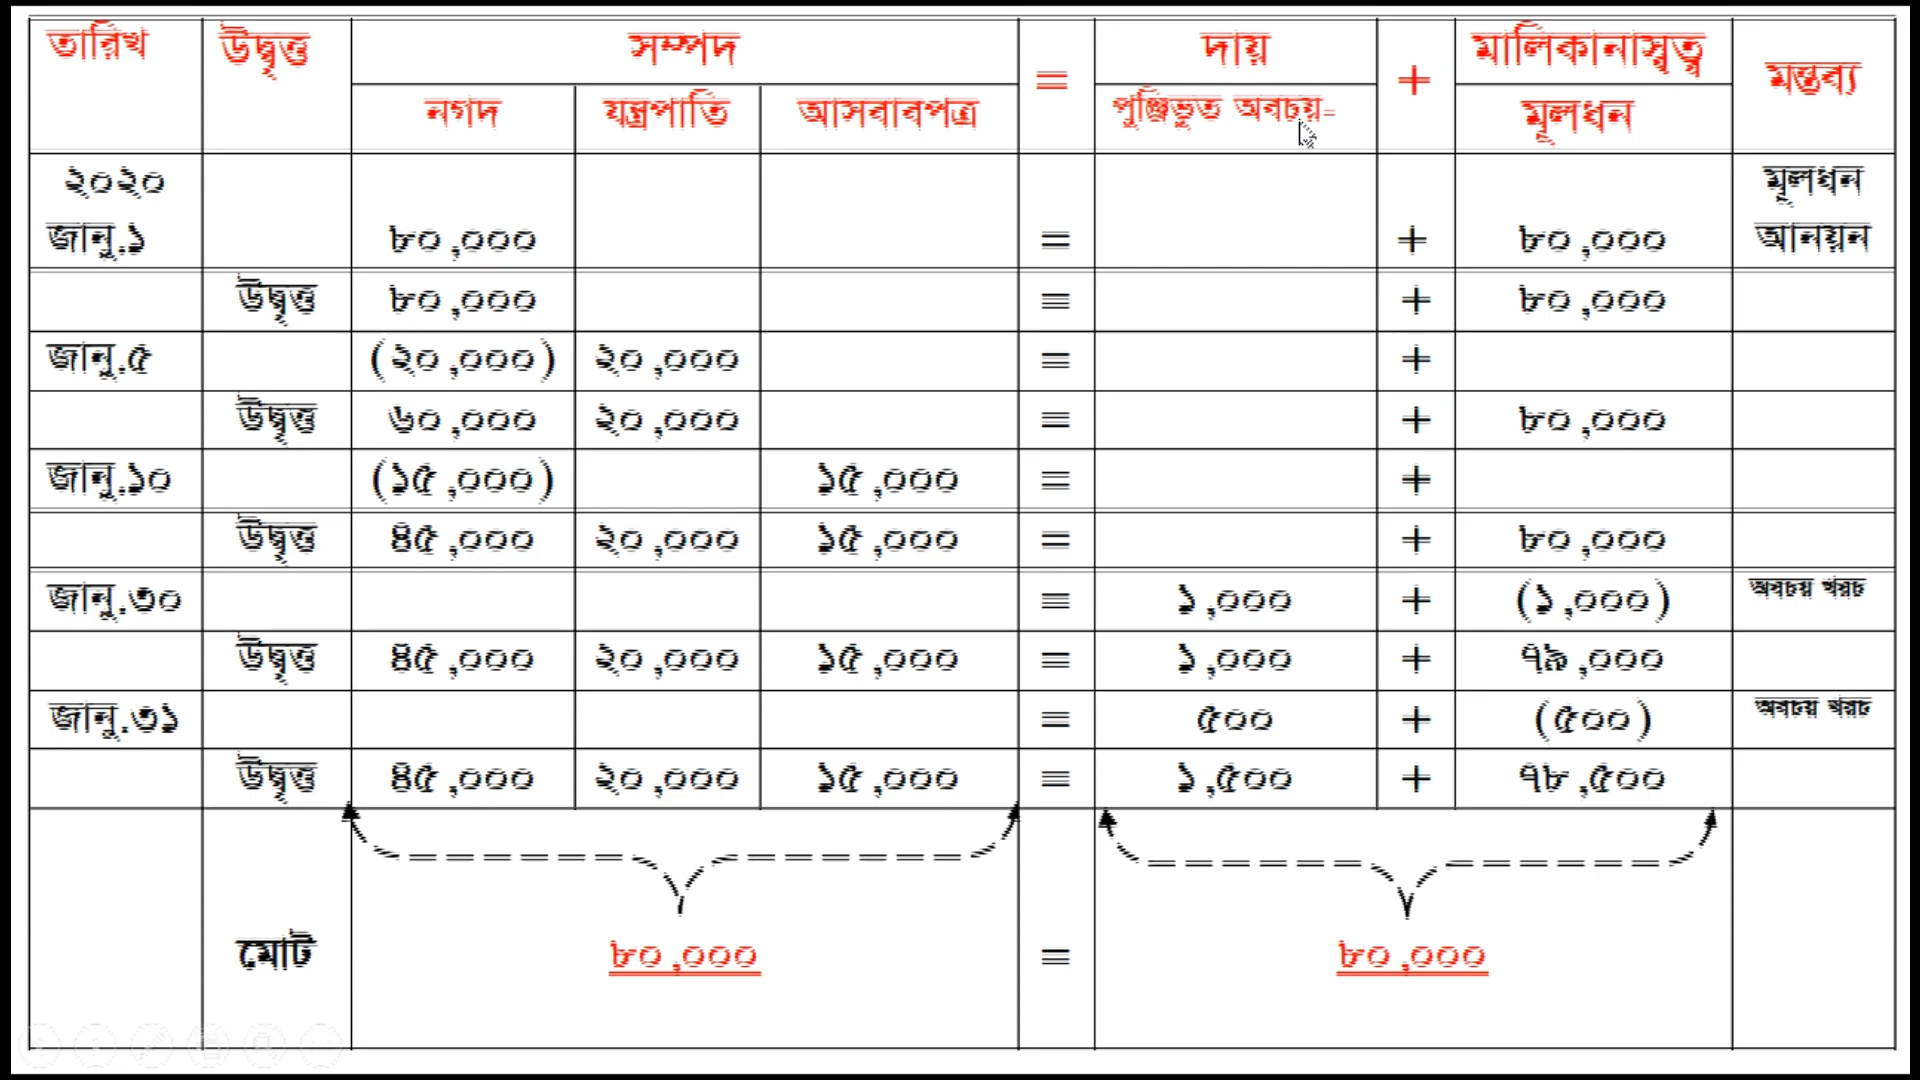 তারিখ উদ্বৃত্ত সম্পদ = দায় + মালিকানাস্বত্ব মন্তব্য
নগদ যন্ত্রপাতি আসবাবপত্র পুঞ্জিভূত অবচয়= মূলধন
২০২০ মূলধন
জানু.১ ৮০,০০০ = + ৮০,০০০ আনয়ন
উদ্বৃত্ত ৮০,০০০ = + ৮০,০০০
জানু.৫ (২০,০০০) ২০,০০০ = +
উদ্বৃত্ত ৬০,০০০ ২০,০০০ = + ৮০,০০০
জানু.১০ (১৫,০০০) ১৫,০০০ = +
উদ্বৃত্ত ৪৫,০০০ ২০,০০০ ১৫,০০০ = + ৮০,০০০
জানু.৩০ = ১,০০০ + (১,০০০) অবচয় খরচ
উদ্বৃত্ত ৪৫,০০০ ২০,০০০ ১৫,০০০ = ১,০০০ + ৭৯,০০০
জানু.৩১ = ৫০০ + (৫০০) অবচয় খরচ
উদ্বৃত্ত ৪৫,০০০ ২০,০০০ ১৫,০০০ = ১,৫০০ + ৭৮,৫০০
মোট ৮০,০০০ = ৮০,০০০